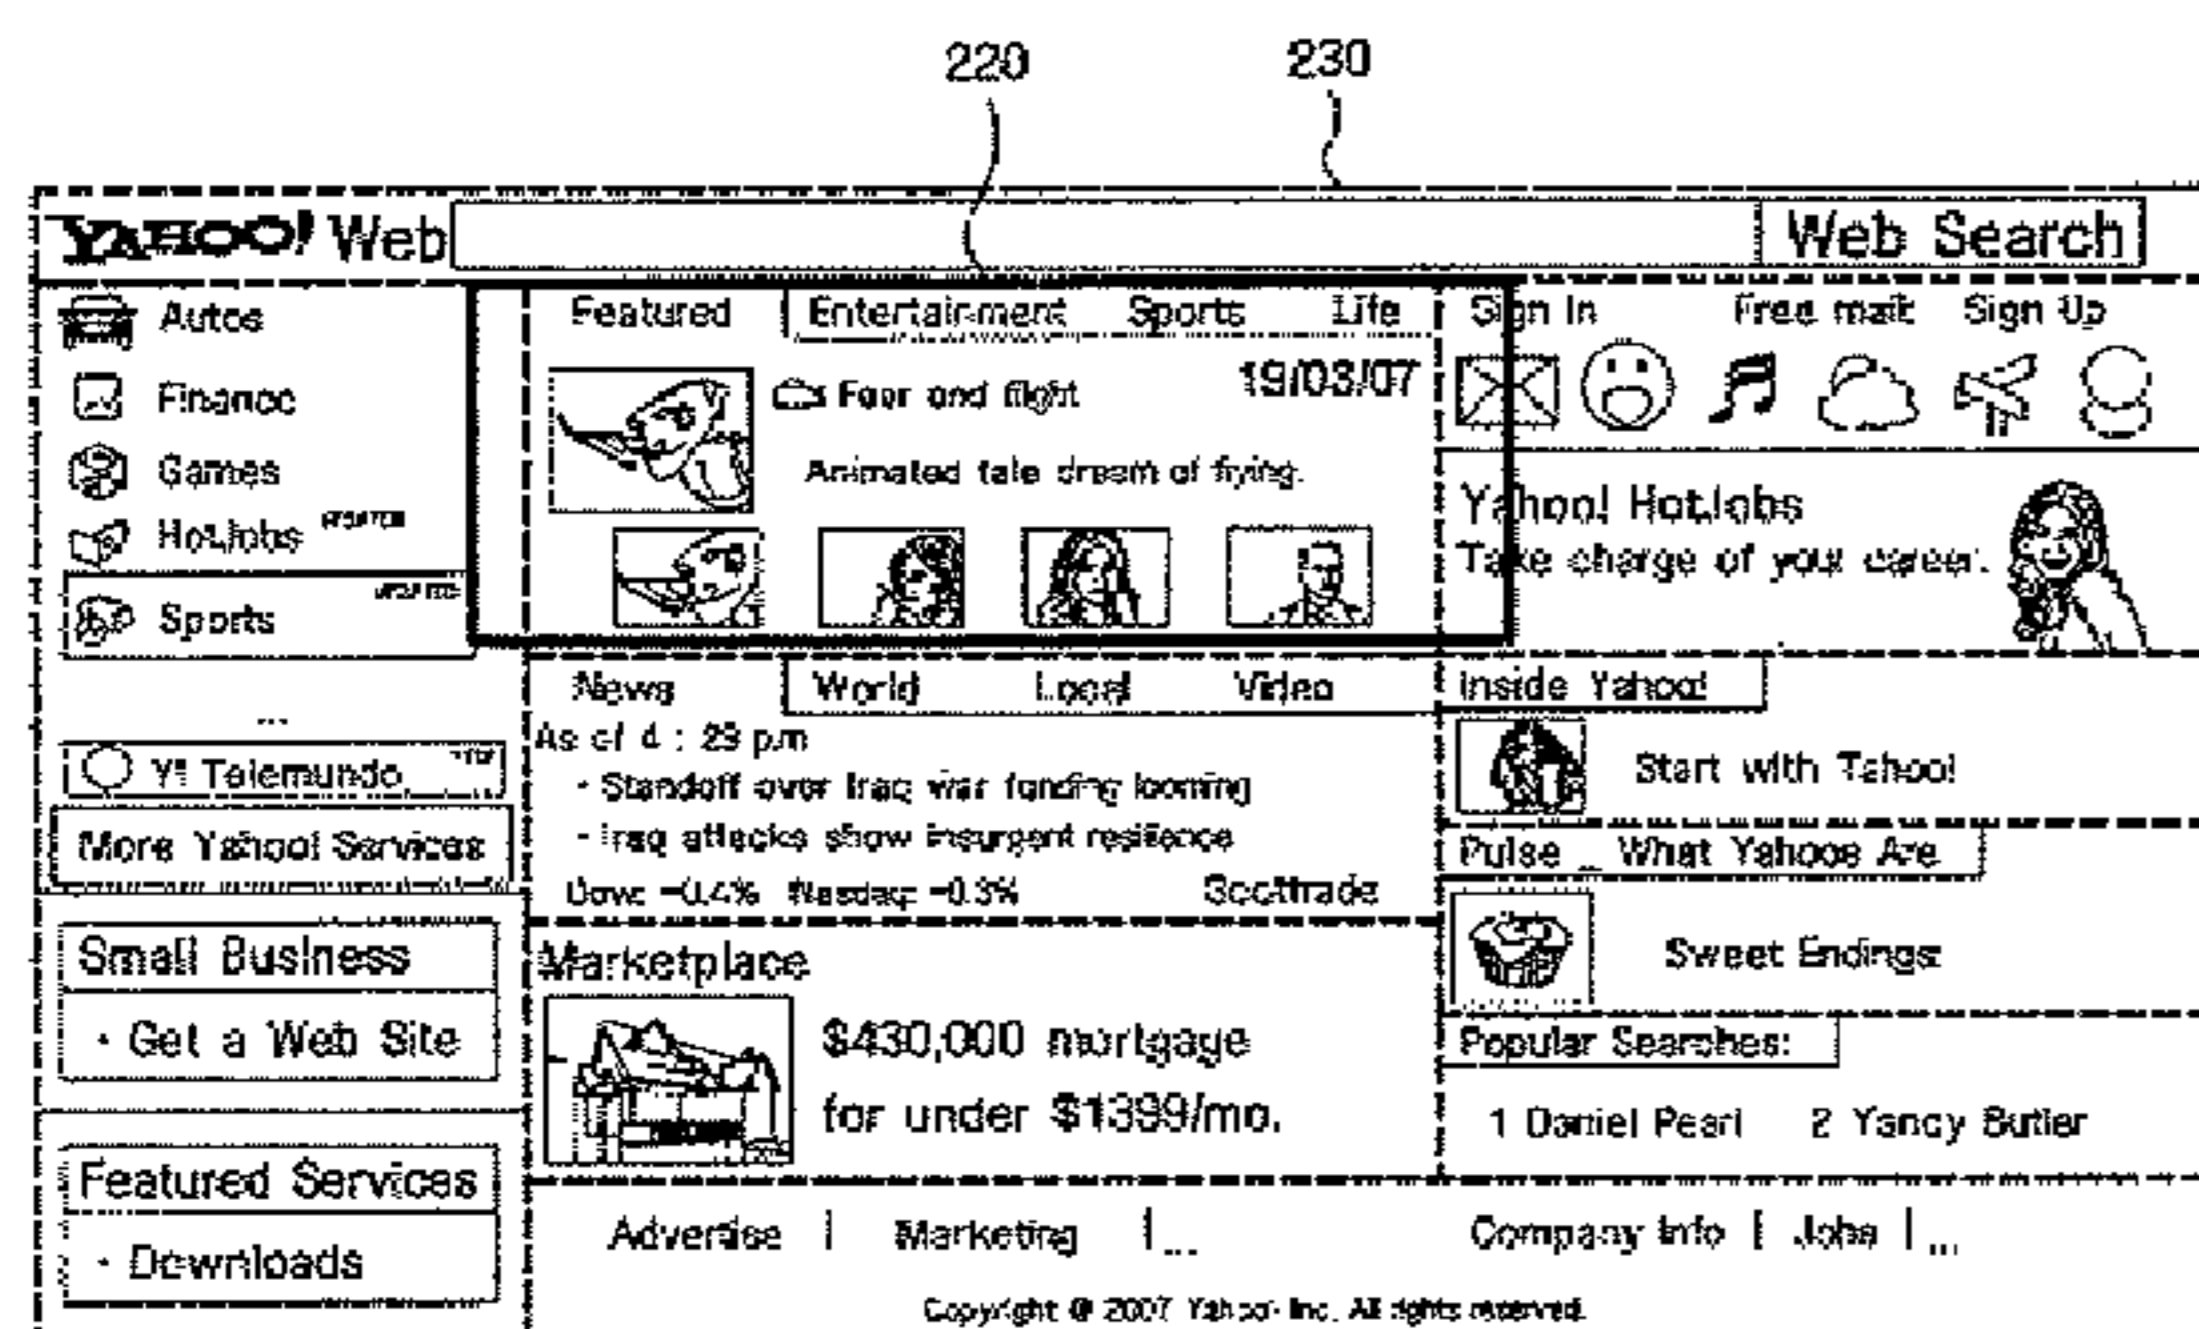 220 230
YAHOO! Web Web Search
Autos
Finance
Games
HotJobs
Sports
...
Y! Telemundo
More Yahoo! Services
Small Business
· Get a Web Site
Featured Services
· Downloads
Featured Entertainment Sports Life
19/03/07
Foor and flight
Animated tale dream of flying.
News World Local Video
As of 4 : 29 p.m
· Standoff over Iraq war funding looming
· Iraq attacks show insurgent resilience
Dow: -0.4% Nasdaq: -0.3% Scottrade
Marketplace
$430,000 mortgage
for under $1399/mo.
Sign In Free mail: Sign Up
Yahoo! HotJobs
Take charge of your career.
Inside Yahoo!
Start with Yahoo!
Pulse _ What Yahoos Are
Sweet Endings:
Popular Searches:
1 Daniel Pearl 2 Yancy Butler
Advertise | Marketing |... Company Info | Jobs |...
Copyright © 2007 Yahoo! Inc. All rights reserved.